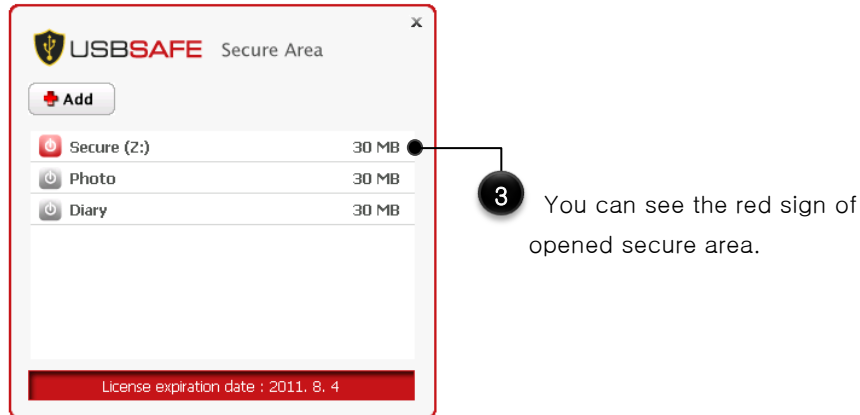 x
USBSAFE Secure Area
Add
Secure (Z:) 30 MB
Photo 30 MB
Diary 30 MB
3 You can see the red sign of
opened secure area.
License expiration date : 2011. 8. 4